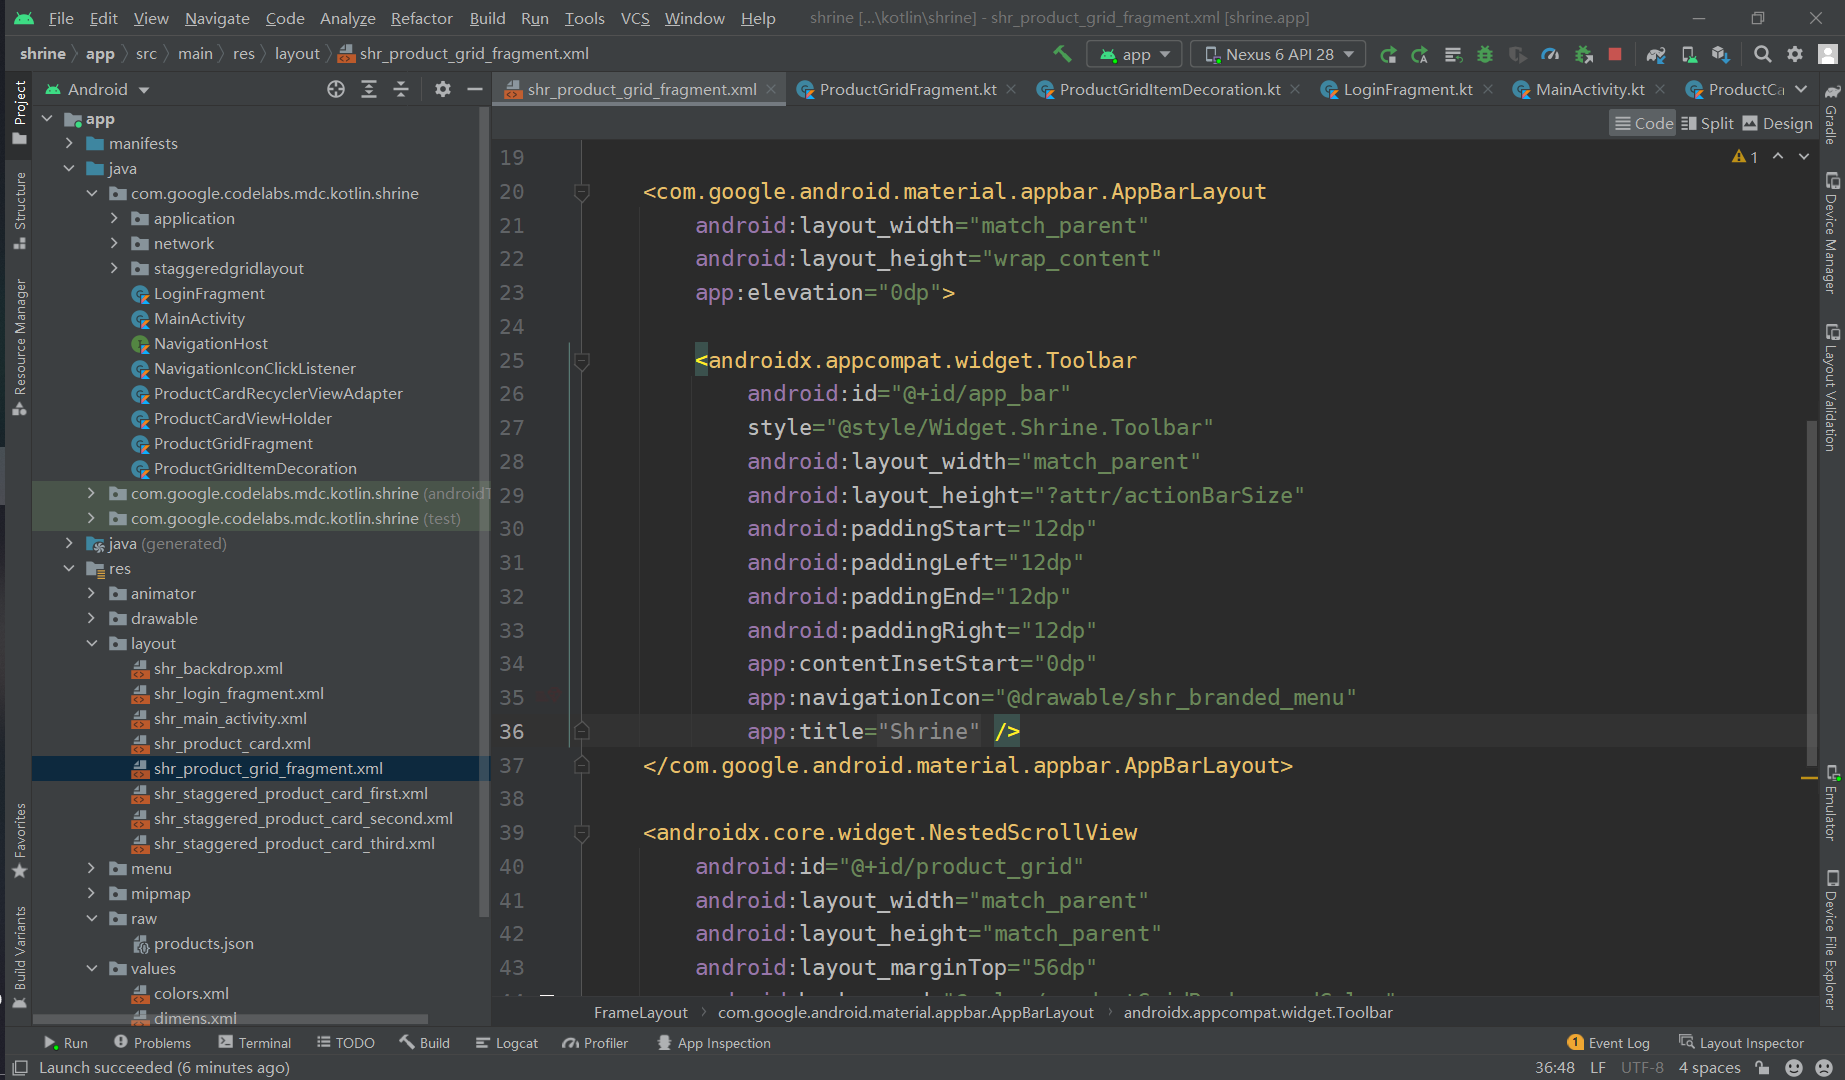 File Edit View Navigate Code Analyze Refactor Build Run Tools VCS Window Help shrine [...\kotlin\shrine] - shr_product_grid_fragment.xml [shrine.app]
shrine app src main res layout shr_product_grid_fragment.xml app Nexus 6 API 28
Project
Structure
Resource Manager
Favorites
Build Variants
Android
app
manifests
java
com.google.codelabs.mdc.kotlin.shrine
application
network
staggeredgridlayout
LoginFragment
MainActivity
NavigationHost
NavigationIconClickListener
ProductCardRecyclerViewAdapter
ProductCardViewHolder
ProductGridFragment
ProductGridItemDecoration
com.google.codelabs.mdc.kotlin.shrine (androidT
com.google.codelabs.mdc.kotlin.shrine (test)
java (generated)
res
animator
drawable
layout
shr_backdrop.xml
shr_login_fragment.xml
shr_main_activity.xml
shr_product_card.xml
shr_product_grid_fragment.xml
shr_staggered_product_card_first.xml
shr_staggered_product_card_second.xml
shr_staggered_product_card_third.xml
menu
mipmap
raw
products.json
values
colors.xml
dimens.xml
shr_product_grid_fragment.xml ProductGridFragment.kt ProductGridItemDecoration.kt LoginFragment.kt MainActivity.kt ProductCa
Code Split Design
1
19
20 <com.google.android.material.appbar.AppBarLayout
21 android:layout_width="match_parent"
22 android:layout_height="wrap_content"
23 app:elevation="0dp">
24
25 <androidx.appcompat.widget.Toolbar
26 android:id="@+id/app_bar"
27 style="@style/Widget.Shrine.Toolbar"
28 android:layout_width="match_parent"
29 android:layout_height="?attr/actionBarSize"
30 android:paddingStart="12dp"
31 android:paddingLeft="12dp"
32 android:paddingEnd="12dp"
33 android:paddingRight="12dp"
34 app:contentInsetStart="0dp"
35 app:navigationIcon="@drawable/shr_branded_menu"
36 app:title="Shrine" />
37 </com.google.android.material.appbar.AppBarLayout>
38
39 <androidx.core.widget.NestedScrollView
40 android:id="@+id/product_grid"
41 android:layout_width="match_parent"
42 android:layout_height="match_parent"
43 android:layout_marginTop="56dp"
FrameLayout com.google.android.material.appbar.AppBarLayout androidx.appcompat.widget.Toolbar
Gradle
Device Manager
Layout Validation
Emulator
Device File Explorer
Run Problems Terminal TODO Build Logcat Profiler App Inspection 1 Event Log Layout Inspector
Launch succeeded (6 minutes ago) 36:48 LF UTF-8 4 spaces